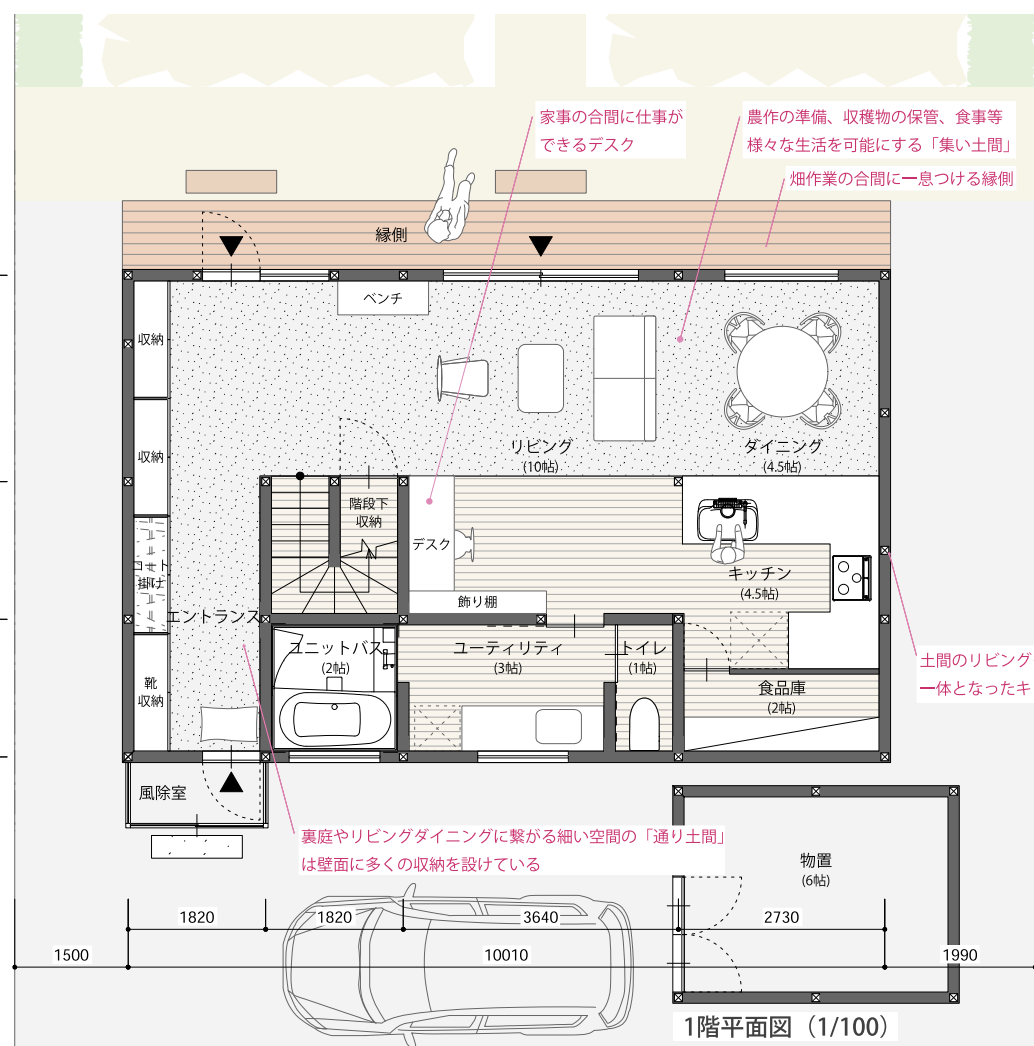 家事の合間に仕事が
できるデスク
農作の準備、収穫物の保管、食事等
様々な生活を可能にする「集い土間」
畑作業の合間に一息つける縁側
縁側
ベンチ
収納
収納
リビング
(10帖)
ダイニング
(4.5帖)
階段下
収納
デスク
キッチン
(4.5帖)
飾り棚
エントランス
ユニットバス
(2帖)
ユーティリティ
(3帖)
トイレ
(1帖)
食品庫
(2帖)
靴
収納
土間のリビング
一体となったキ
風除室
裏庭やリビングダイニングに繋がる細い空間の「通り土間」
は壁面に多くの収納を設けている
物置
(6帖)
1820
1820
3640
2730
1500
10010
1990
1階平面図（1/100）